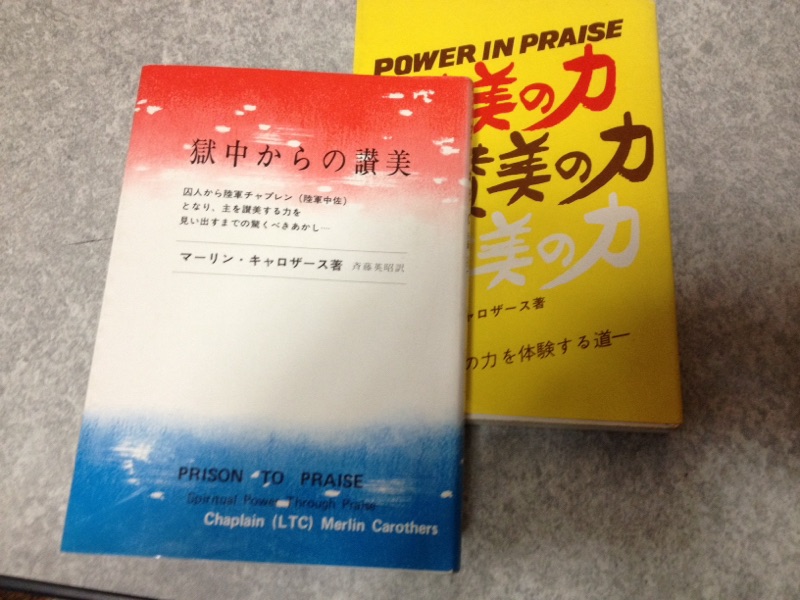 獄中からの讃美
囚人から陸軍チャプレン（陸軍中佐）
となり、主を讃美する力を
見い出すまでの驚くべきあかし―
マーリン・キャロザース著 斉藤英昭訳
PRISON TO PRAISE
Spiritual Power Through Praise
Chaplain (LTC) Merlin Carothers
POWER IN PRAISE
美の力
讃美の力
美の力
ャロザース著
の力を体験する道―